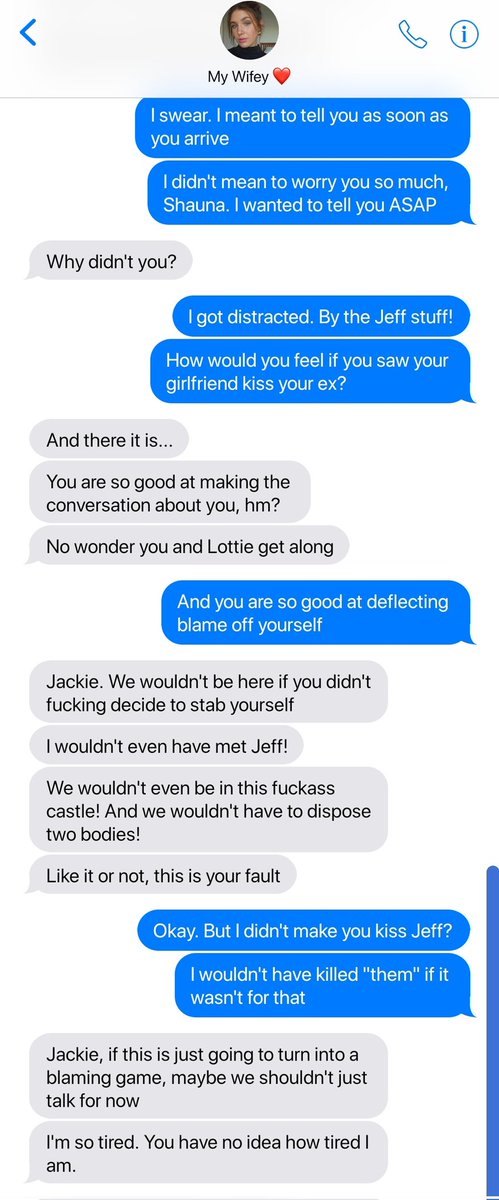 My Wifey ❤️
I swear. I meant to tell you as soon as
you arrive
I didn't mean to worry you so much,
Shauna. I wanted to tell you ASAP
Why didn't you?
I got distracted. By the Jeff stuff!
How would you feel if you saw your
girlfriend kiss your ex?
And there it is...
You are so good at making the
conversation about you, hm?
No wonder you and Lottie get along
And you are so good at deflecting
blame off yourself
Jackie. We wouldn't be here if you didn't
fucking decide to stab yourself
I wouldn't even have met Jeff!
We wouldn't even be in this fuckass
castle! And we wouldn't have to dispose
two bodies!
Like it or not, this is your fault
Okay. But I didn't make you kiss Jeff?
I wouldn't have killed "them" if it
wasn't for that
Jackie, if this is just going to turn into a
blaming game, maybe we shouldn't just
talk for now
I'm so tired. You have no idea how tired I
am.